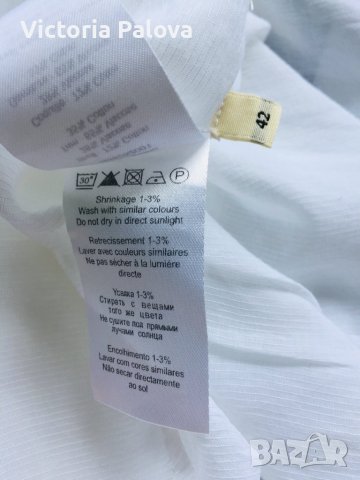 Victoria Palova
42
30°
P
Shrinkage 1-3%
Wash with similar colours
Do not dry in direct sunlight
Retrecissement 1-3%
Laver avec couleurs similaires
Ne pas sécher à la lumière
directe
Усадка 1-3%
Стирать с вещами
того же цвета
Не сушите под прямыми
лучами солнца
Encolhimento 1-3%
Lavar com cores similares
Não secar directamente
ao sol
bazar